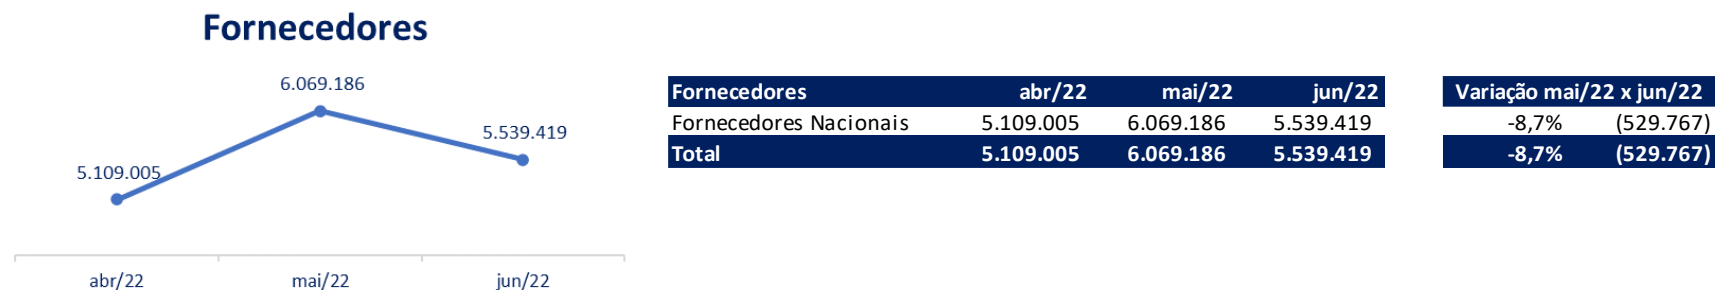 Fornecedores
6.069.186
5.539.419
5.109.005
abr/22 mai/22 jun/22
Fornecedores abr/22 mai/22 jun/22
Fornecedores Nacionais 5.109.005 6.069.186 5.539.419
Total 5.109.005 6.069.186 5.539.419
Variação mai/22 x jun/22
-8,7% (529.767)
-8,7% (529.767)